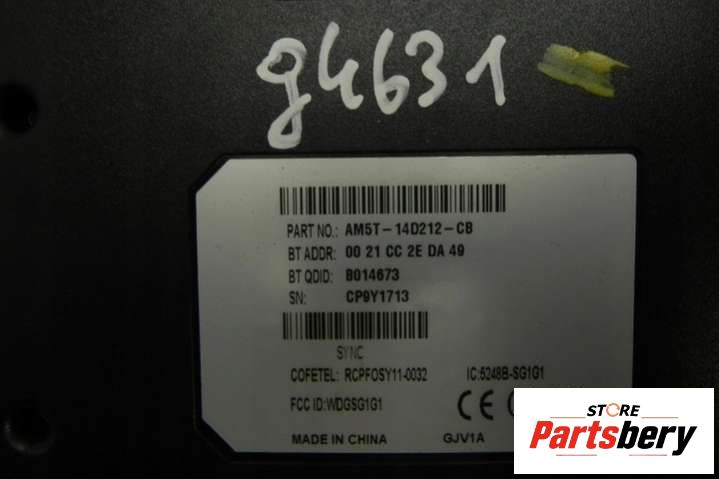 g4631
PART NO.: AM5T-14D212-CB
BT ADDR: 00 21 CC 2E DA 49
BT QDID: B014673
SN: CP9Y1713
SYNC
COFETEL: RCPFOSY11-0032 IC:5248B-SG1G1
FCC ID:WDGSG1G1
CE
MADE IN CHINA GJV1A
STORE
Partsbery